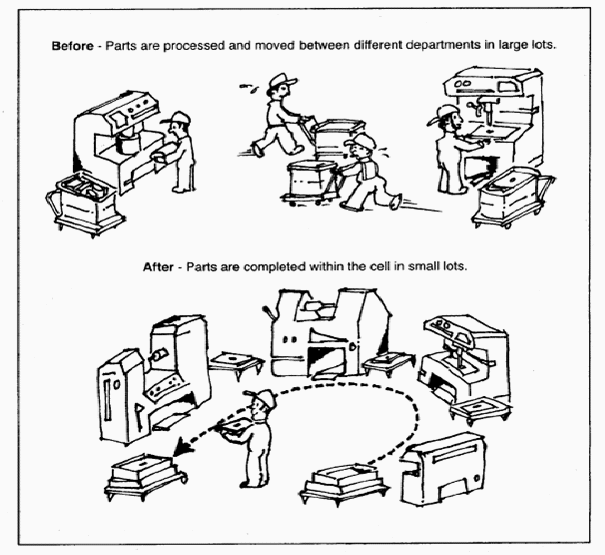 Before - Parts are processed and moved between different departments in large lots.
After - Parts are completed within the cell in small lots.